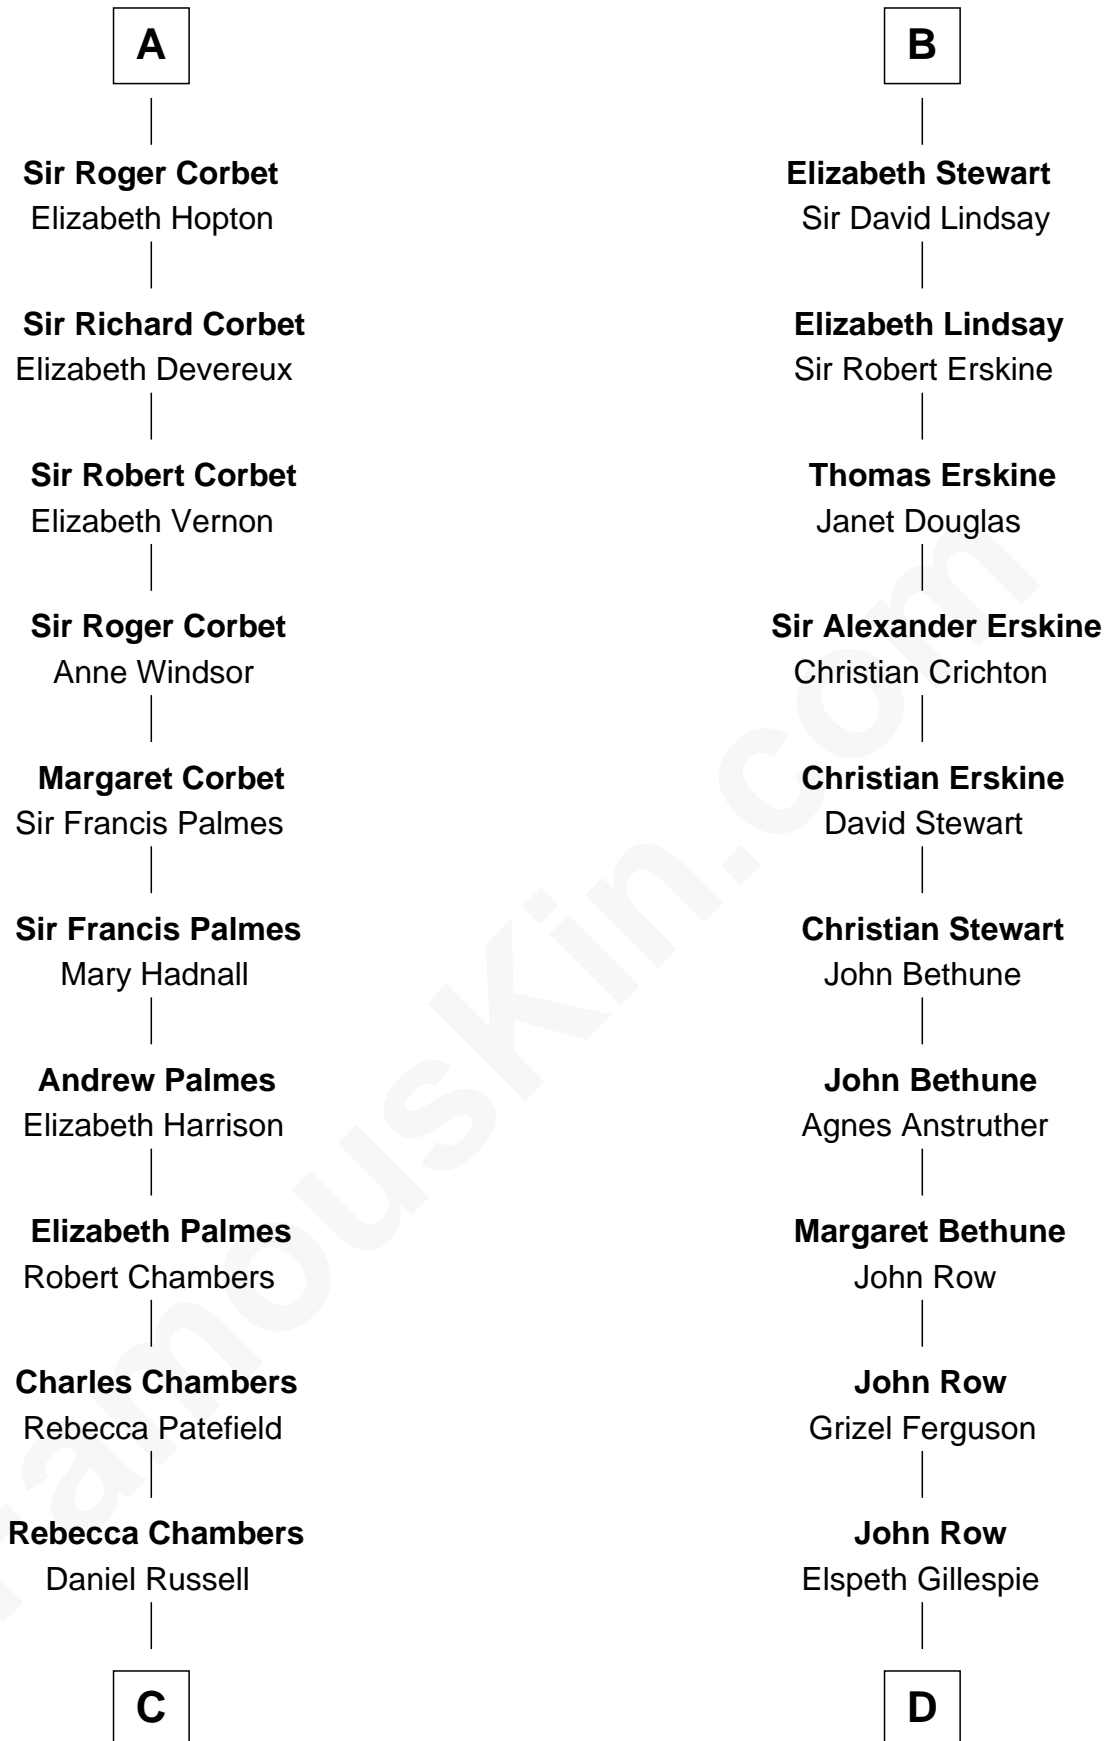 A
Sir Roger Corbet
Elizabeth Hopton
Sir Richard Corbet
Elizabeth Devereux
Sir Robert Corbet
Elizabeth Vernon
Sir Roger Corbet
Anne Windsor
Margaret Corbet
Sir Francis Palmes
Sir Francis Palmes
Mary Hadnall
Andrew Palmes
Elizabeth Harrison
Elizabeth Palmes
Robert Chambers
Charles Chambers
Rebecca Patefield
Rebecca Chambers
Daniel Russell
C
B
Elizabeth Stewart
Sir David Lindsay
Elizabeth Lindsay
Sir Robert Erskine
Thomas Erskine
Janet Douglas
Sir Alexander Erskine
Christian Crichton
Christian Erskine
David Stewart
Christian Stewart
John Bethune
John Bethune
Agnes Anstruther
Margaret Bethune
John Row
John Row
Grizel Ferguson
John Row
Elspeth Gillespie
D
FamousKin.com